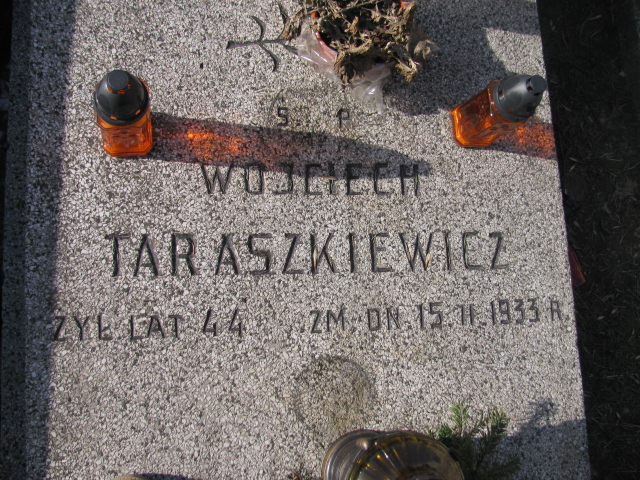 Ś. P.
WOJCIECH
TARASZKIEWICZ
ŻYŁ LAT 44 ZM. DN. 15. II. 1933 R.